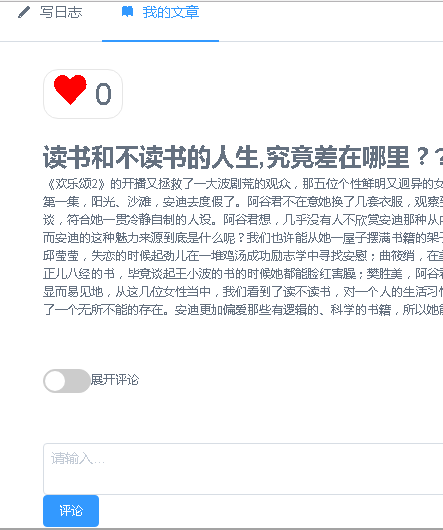 写日志 我的文章
0
读书和不读书的人生,究竟差在哪里？?
《欢乐颂2》的开播又拯救了一大波剧荒的观众，那五位个性鲜明又迥异的女
第一集，阳光、沙滩，安迪去度假了。阿谷君不在意她换了几套衣服，观察到
谈，符合她一贯冷静自制的人设。阿谷君想，几乎没有人不欣赏安迪那种从内
而安迪的这种魅力来源到底是什么呢？我们也许能从她一屋子摆满书籍的架子
邱莹莹，失恋的时候起劲儿在一堆鸡汤成功励志学中寻找安慰；曲筱绡，在姜
正儿八经的书，毕竟谈起王小波的书的时候她都能脸红害臊；樊胜美，阿谷君
显而易见地，从这几位女性当中，我们看到了读不读书，对一个人的生活习惯
了一个无所不能的存在。安迪更加偏爱那些有逻辑的、科学的书籍，所以她能
展开评论
请输入...
评论